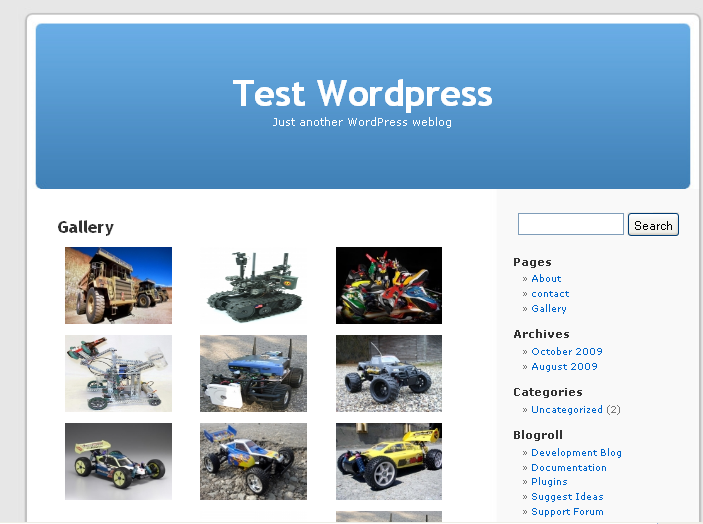 Test Wordpress
Just another WordPress weblog
Gallery
Search
Pages
» About
» contact
» Gallery
Archives
» October 2009
» August 2009
Categories
» Uncategorized (2)
Blogroll
» Development Blog
» Documentation
» Plugins
» Suggest Ideas
» Support Forum